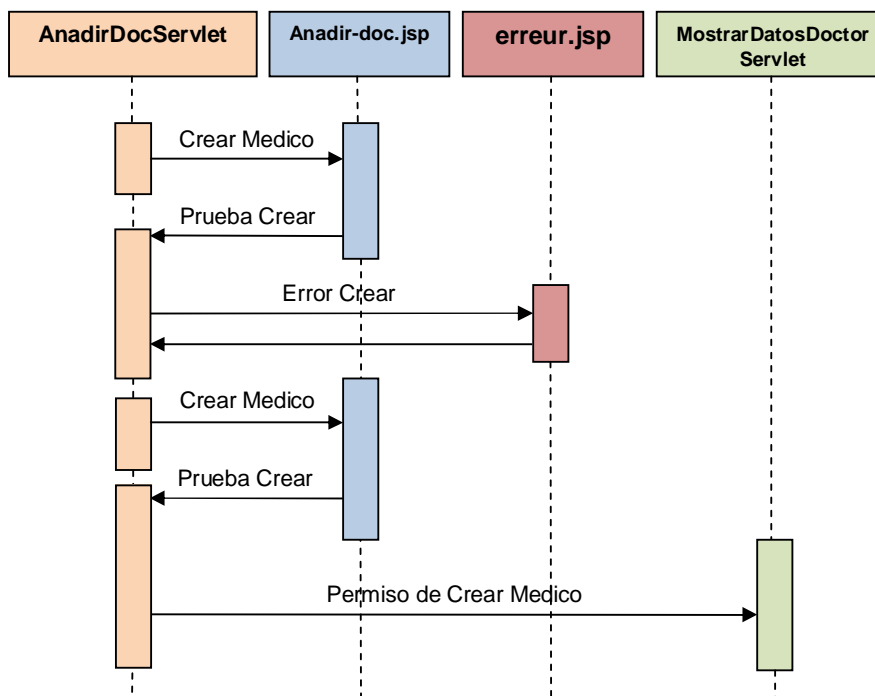 AnadirDocServlet
Anadir-doc.jsp
erreur.jsp
MostrarDatosDoctor
Servlet
Crear Medico
Prueba Crear
Error Crear
Crear Medico
Prueba Crear
Permiso de Crear Medico